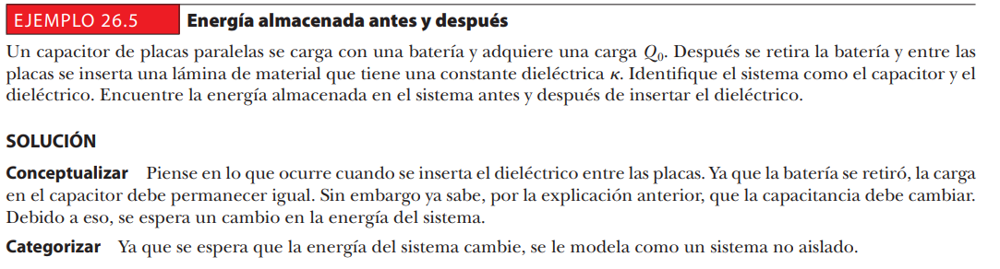 EJEMPLO 26.5 Energía almacenada antes y después
Un capacitor de placas paralelas se carga con una batería y adquiere una carga Q₀. Después se retira la batería y entre las
placas se inserta una lámina de material que tiene una constante dieléctrica κ. Identifique el sistema como el capacitor y el
dieléctrico. Encuentre la energía almacenada en el sistema antes y después de insertar el dieléctrico.
SOLUCIÓN
Conceptualizar Piense en lo que ocurre cuando se inserta el dieléctrico entre las placas. Ya que la batería se retiró, la carga
en el capacitor debe permanecer igual. Sin embargo ya sabe, por la explicación anterior, que la capacitancia debe cambiar.
Debido a eso, se espera un cambio en la energía del sistema.
Categorizar Ya que se espera que la energía del sistema cambie, se le modela como un sistema no aislado.